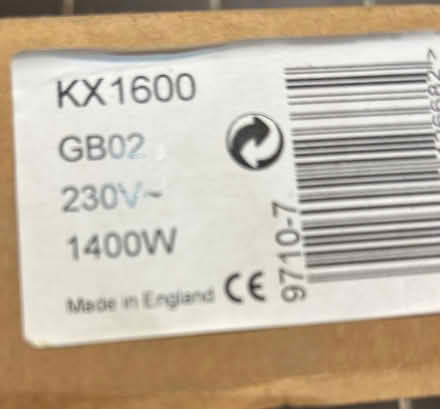 KX1600
GB02
230V~
1400W
Made in England CE
9710-7